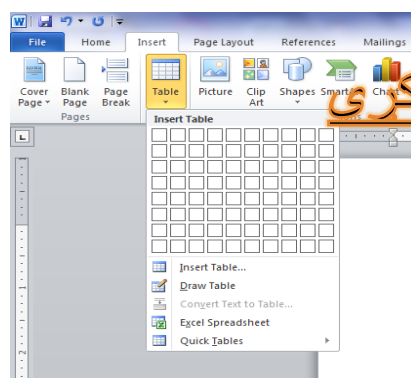 File Home Insert Page Layout References Mailings
Cover Page Blank Page Page Break Table Picture Clip Art Shapes Chart
Pages
Insert Table
Insert Table...
Draw Table
Convert Text to Table...
Excel Spreadsheet
Quick Tables